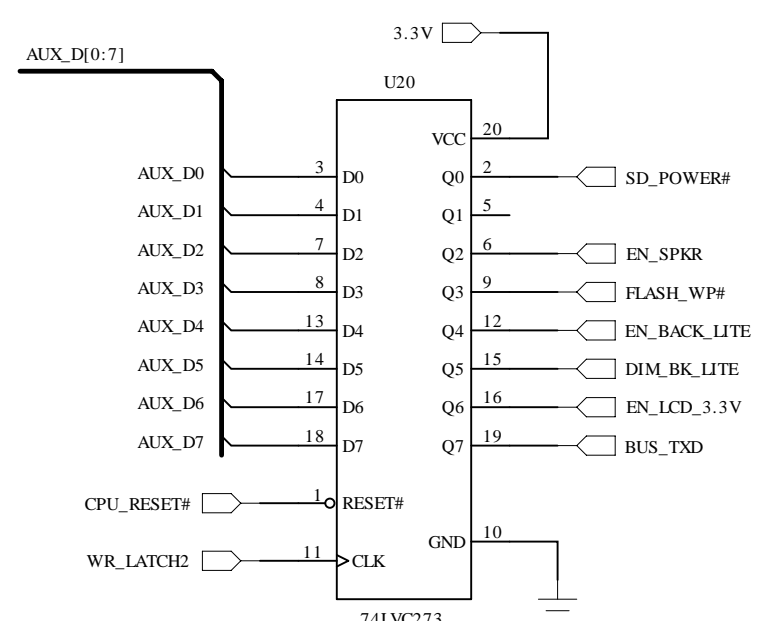 3.3V
AUX_D[0:7]
U20
VCC 20
AUX_D0 3 D0 Q0 2 SD_POWER#
AUX_D1 4 D1 Q1 5
AUX_D2 7 D2 Q2 6 EN_SPKR
AUX_D3 8 D3 Q3 9 FLASH_WP#
AUX_D4 13 D4 Q4 12 EN_BACK_LITE
AUX_D5 14 D5 Q5 15 DIM_BK_LITE
AUX_D6 17 D6 Q6 16 EN_LCD_3.3V
AUX_D7 18 D7 Q7 19 BUS_TXD
CPU_RESET# 1 RESET#
GND 10
WR_LATCH2 11 CLK
74LVC273